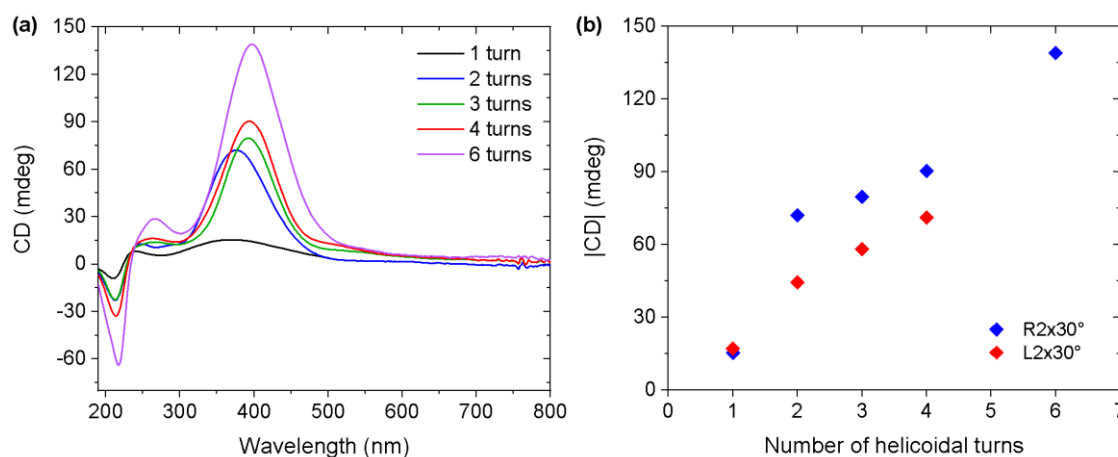 (a)
150
120
90
60
30
0
-30
-60
CD (mdeg)
1 turn
2 turns
3 turns
4 turns
6 turns
200 300 400 500 600 700 800
Wavelength (nm)
(b)
150
120
90
60
30
0
|CD| (mdeg)
R2x30°
L2x30°
0 1 2 3 4 5 6 7
Number of helicoidal turns